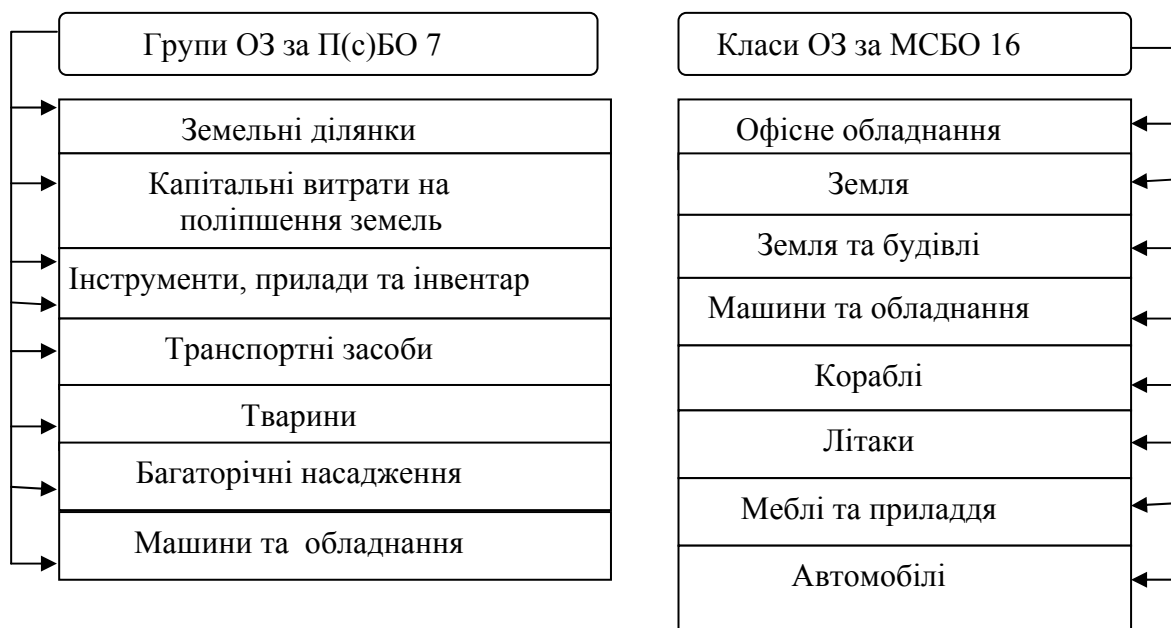 Групи ОЗ за П(с)БО 7
Земельні ділянки
Капітальні витрати на
поліпшення земель
Інструменти, прилади та інвентар
Транспортні засоби
Тварини
Багаторічні насадження
Машини та обладнання
Класи ОЗ за МСБО 16
Офісне обладнання
Земля
Земля та будівлі
Машини та обладнання
Кораблі
Літаки
Меблі та приладдя
Автомобілі